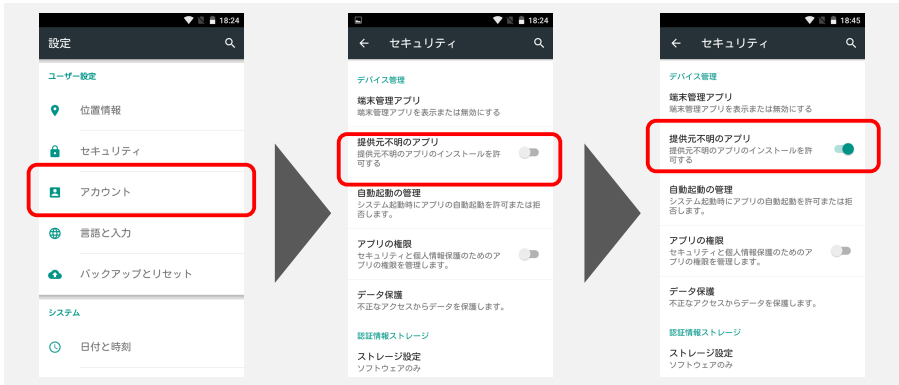 18:24
設定
ユーザー設定
位置情報
セキュリティ
アカウント
言語と入力
バックアップとリセット
システム
日付と時刻
18:24
セキュリティ
デバイス管理
端末管理アプリ
端末管理アプリを表示または無効にする
提供元不明のアプリ
提供元不明のアプリのインストールを許
可する
自動起動の管理
システム起動時にアプリの自動起動を許可または拒
否します。
アプリの権限
セキュリティと個人情報保護のためのア
プリの権限を管理します。
データ保護
不正なアクセスからデータを保護します。
認証情報ストレージ
ストレージ設定
ソフトウェアのみ
18:45
セキュリティ
デバイス管理
端末管理アプリ
端末管理アプリを表示または無効にする
提供元不明のアプリ
提供元不明のアプリのインストールを許
可する
自動起動の管理
システム起動時にアプリの自動起動を許可または拒
否します。
アプリの権限
セキュリティと個人情報保護のためのア
プリの権限を管理します。
データ保護
不正なアクセスからデータを保護します。
認証情報ストレージ
ストレージ設定
ソフトウェアのみ